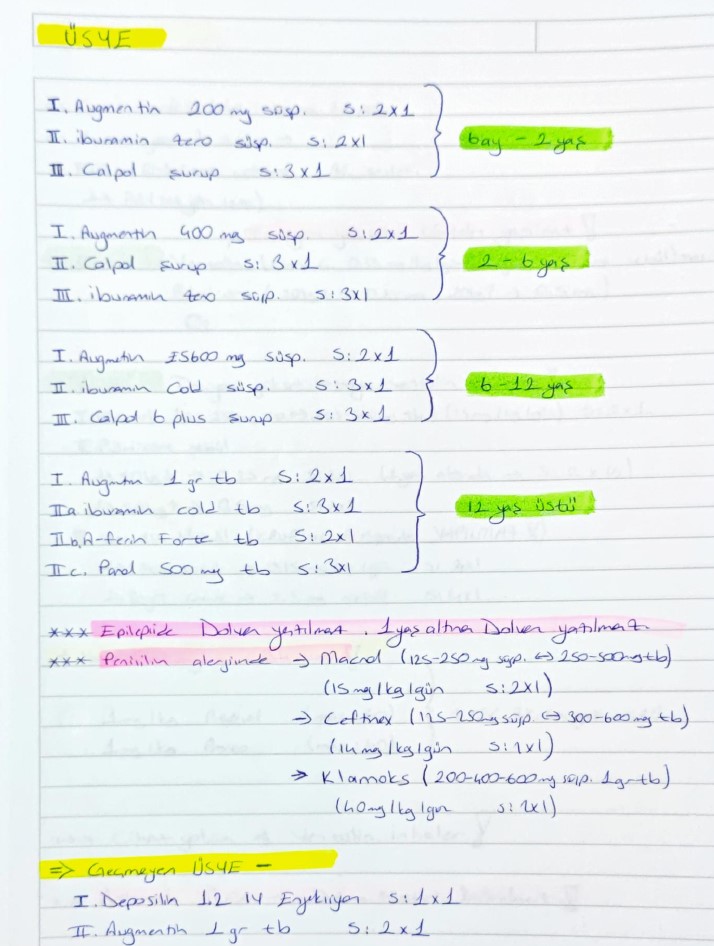 ÜSYE
I. Augmentin 200 mg süsp. S: 2x1
II. iburamin zero süsp. S: 2x1
III. Calpol şurup S: 3x1
6ay - 2 yaş
I. Augmentin 400 mg süsp. S: 2x1
II. Calpol şurup S: 3x1
III. iburamin zero süsp. S: 3x1
2-6 yaş
I. Augmetin ES600 mg süsp. S: 2x1
II. iburamin Cold süsp. S: 3x1
III. Calpol 6 plus şurup S: 3x1
6-12 yaş
I. Augmentin 1 gr tb S: 2x1
IIa iburamin cold tb S: 3x1
IIb. A-ferin Forte tb S: 2x1
IIc. Parol 500 mg tb S: 3x1
12 yaş üstü
*** Epilepside Dolven yazılmaz. 1 yaş altına Dolven yazılmaz.
*** Penisilin alerjisinde → Macrol (125-250 mg süsp. ⇔ 250-500 mg tb)
(15 mg/kg/gün S: 2x1)
→ Ceftinex (125-250 mg süsp. ⇔ 300-600 mg tb)
(14 mg/kg/gün S: 1x1)
→ Klamoks (200-400-600 mg süsp. 1 gr tb)
(40 mg/kg/gün S: 2x1)
⇒ Geçmeyen ÜSYE -
I. Deposilin 1.2 IU Enjeksiyon S: 1x1
II. Augmentin 1 gr tb S: 2x1